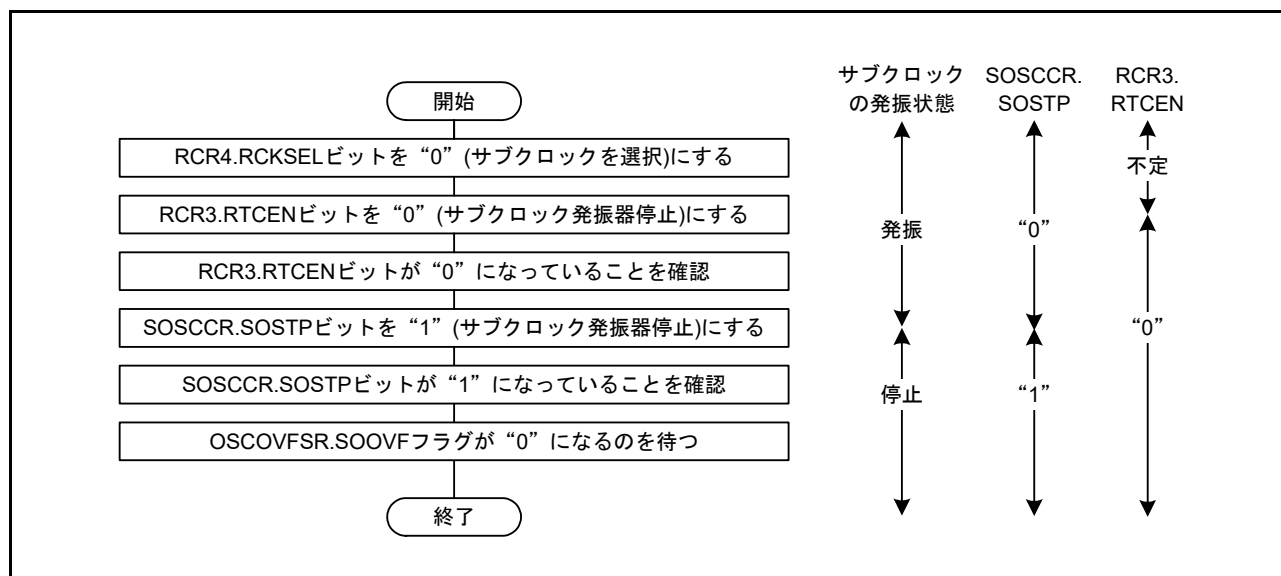 開始
RCR4.RCKSELビットを“0”(サブクロックを選択)にする
RCR3.RTCENビットを“0”(サブクロック発振器停止)にする
RCR3.RTCENビットが“0”になっていることを確認
SOSCCR.SOSTPビットを“1”(サブクロック発振器停止)にする
SOSCCR.SOSTPビットが“1”になっていることを確認
OSCOVFSR.SOOVFフラグが“0”になるのを待つ
終了
サブクロック
の発振状態
発振
停止
SOSCCR.
SOSTP
“0”
“1”
RCR3.
RTCEN
不定
“0”